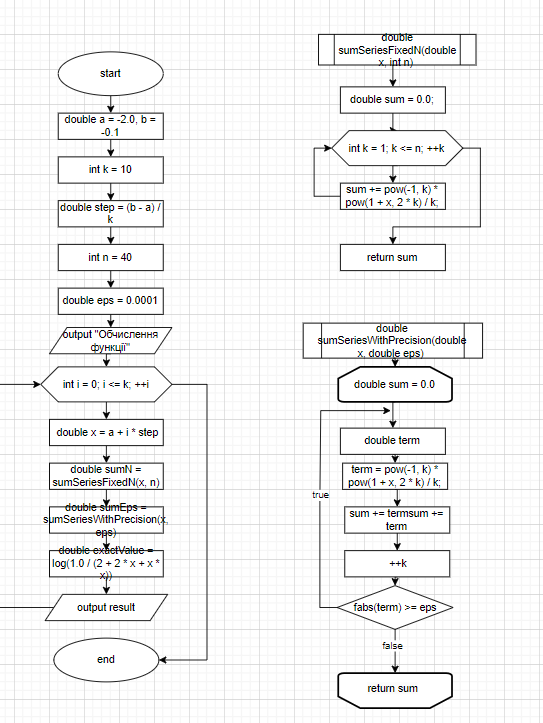 start
double a = -2.0, b =
-0.1
int k = 10
double step = (b - a) /
k
int n = 40
double eps = 0.0001
output "Обчислення
функції"
int i = 0; i <= k; ++i
double x = a + i * step
double sumN =
sumSeriesFixedN(x, n)
double sumEps =
sumSeriesWithPrecision(x,
eps)
double exactValue =
log(1.0 / (2 + 2 * x + x *
x))
output result
end
double
sumSeriesFixedN(double
x, int n)
double sum = 0.0;
int k = 1; k <= n; ++k
sum += pow(-1, k) *
pow(1 + x, 2 * k) / k;
return sum
double
sumSeriesWithPrecision(double
x, double eps)
double sum = 0.0
double term
term = pow(-1, k) *
pow(1 + x, 2 * k) / k;
true
sum += termsum +=
term
++k
fabs(term) >= eps
false
return sum